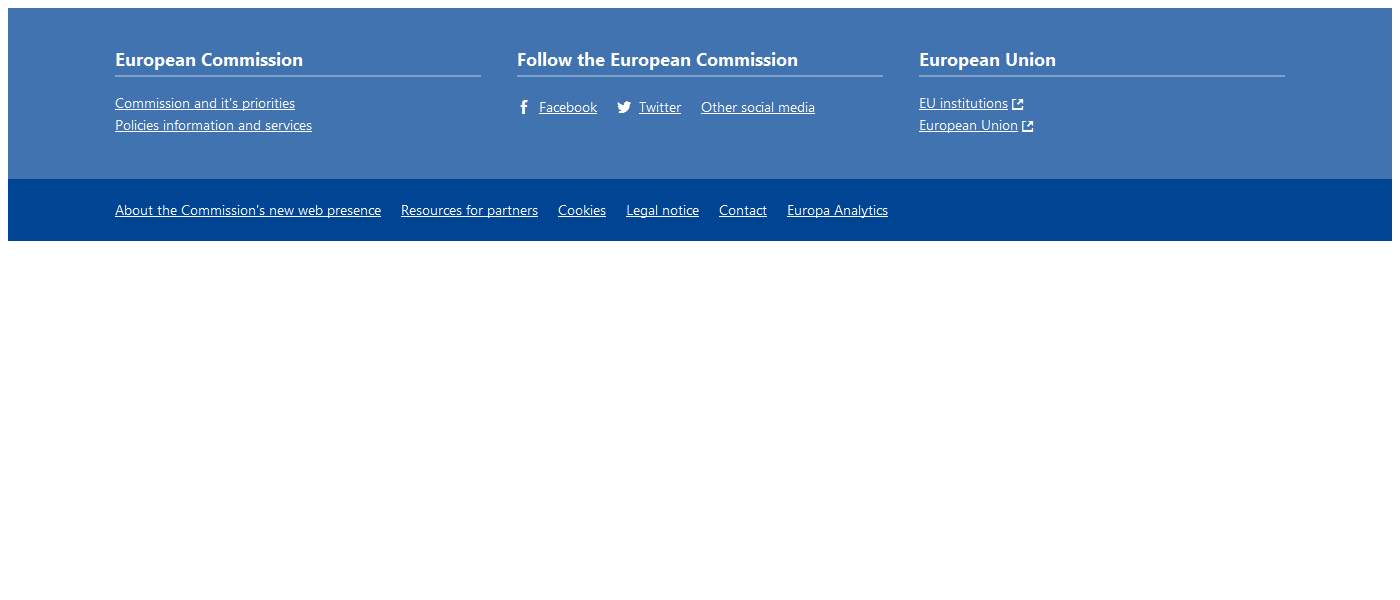 European Commission
Commission and it's priorities
Policies information and services
Follow the European Commission
Facebook Twitter Other social media
European Union
EU institutions
European Union
About the Commission's new web presence Resources for partners Cookies Legal notice Contact Europa Analytics